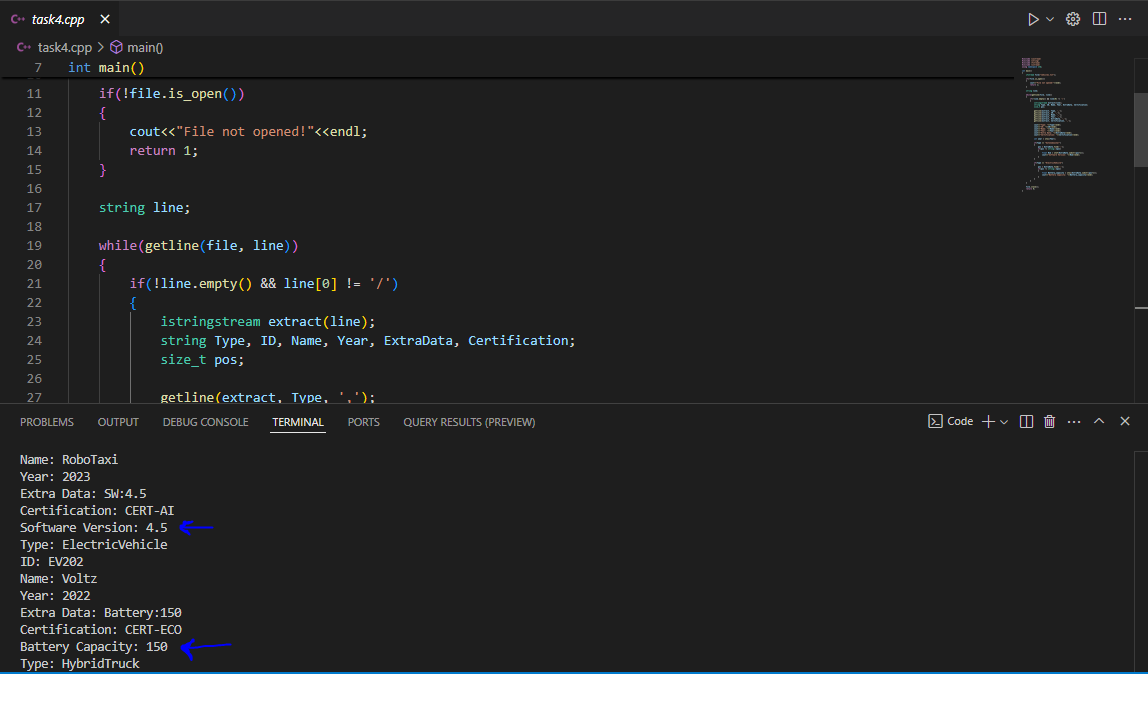 C++ task4.cpp
C++ task4.cpp > main()
7 int main()
11 if(!file.is_open())
12 {
13 cout<<"File not opened!"<<endl;
14 return 1;
15 }
16
17 string line;
18
19 while(getline(file, line))
20 {
21 if(!line.empty() && line[0] != '/')
22 {
23 istringstream extract(line);
24 string Type, ID, Name, Year, ExtraData, Certification;
25 size_t pos;
26
27 getline(extract, Type, ',');
PROBLEMS OUTPUT DEBUG CONSOLE TERMINAL PORTS QUERY RESULTS (PREVIEW) Code
Name: RoboTaxi
Year: 2023
Extra Data: SW:4.5
Certification: CERT-AI
Software Version: 4.5
Type: ElectricVehicle
ID: EV202
Name: Voltz
Year: 2022
Extra Data: Battery:150
Certification: CERT-ECO
Battery Capacity: 150
Type: HybridTruck